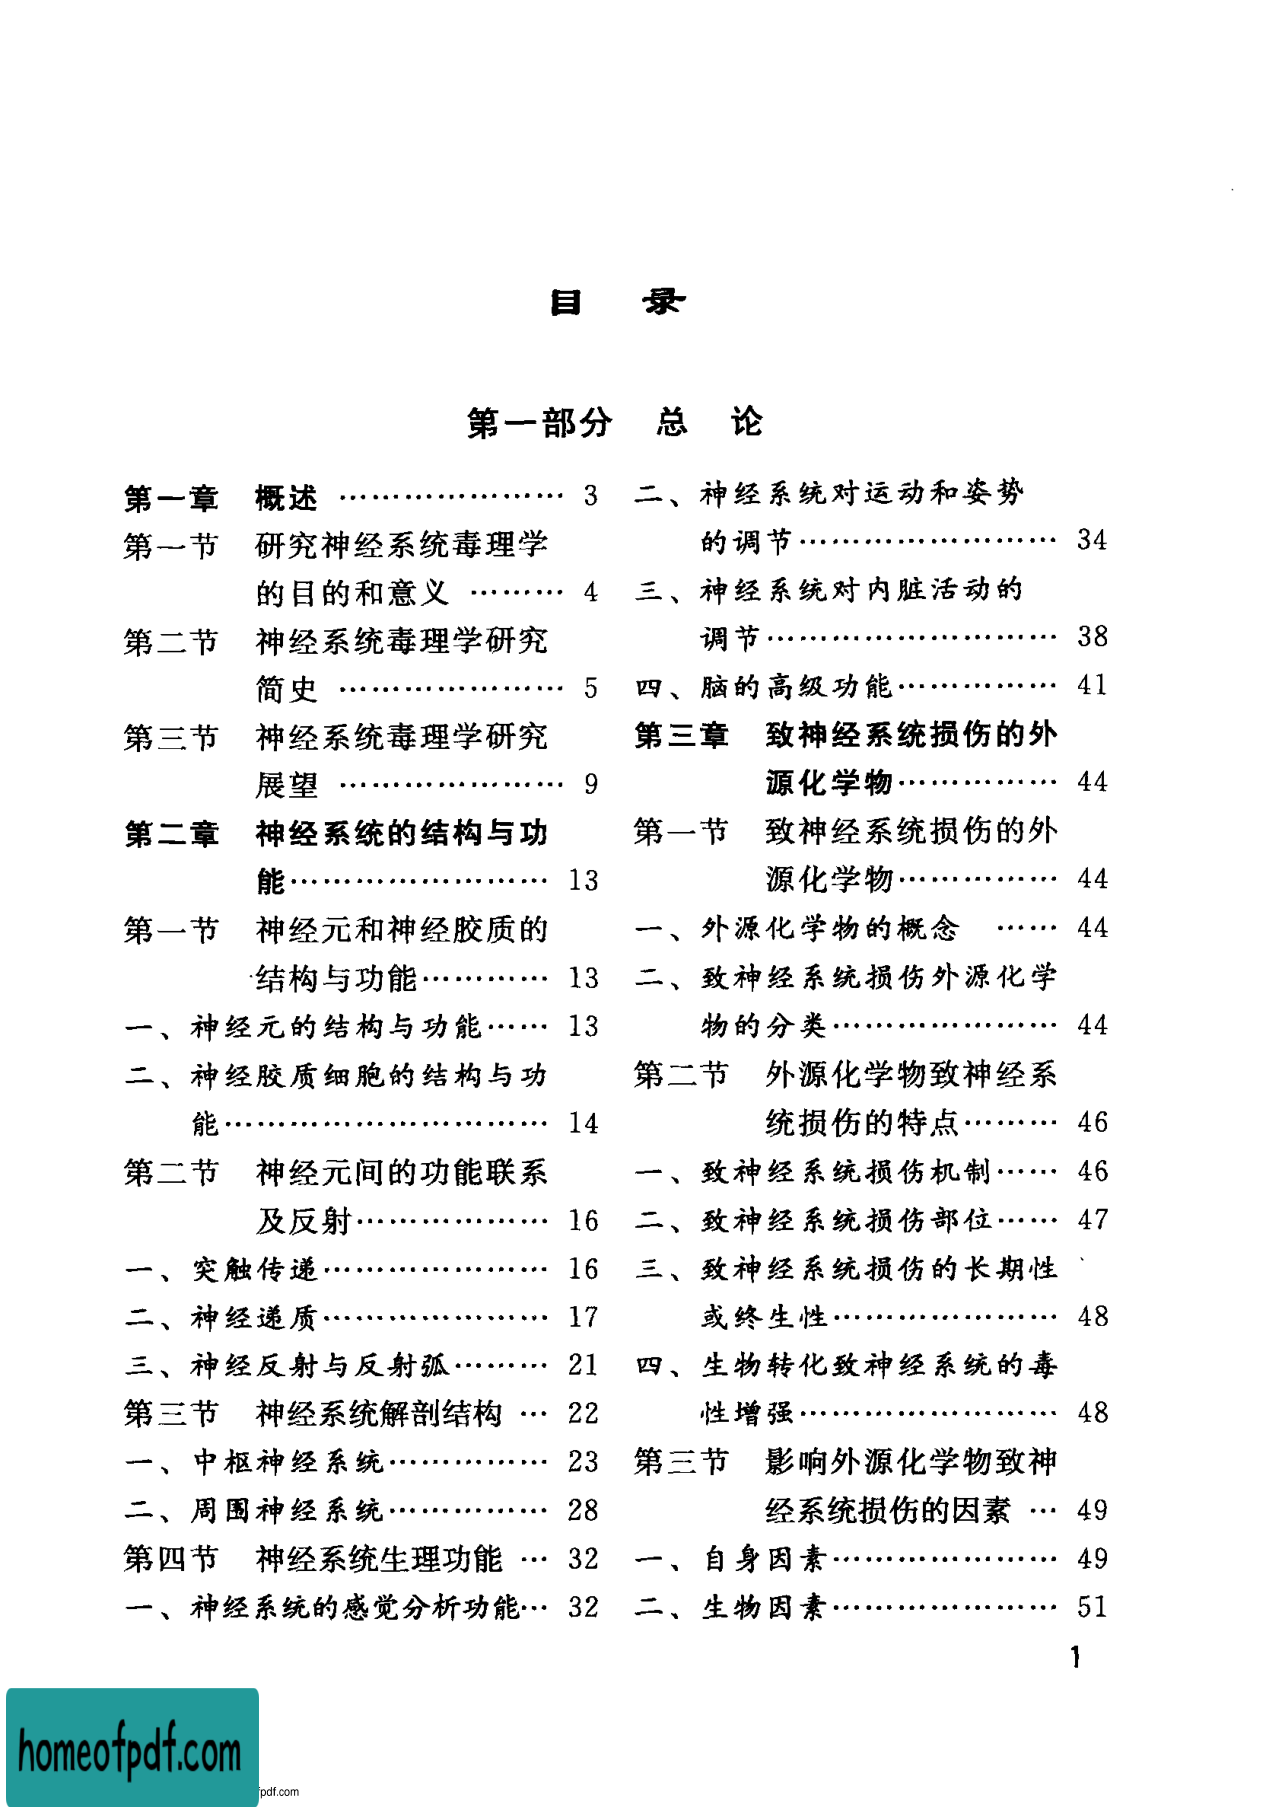 目 录
第一部分 总 论
第一章 概述 ………………… 3
第一节 研究神经系统毒理学
的目的和意义 ……… 4
第二节 神经系统毒理学研究
简史 ………………… 5
第三节 神经系统毒理学研究
展望 ………………… 9
第二章 神经系统的结构与功
能…………………… 13
第一节 神经元和神经胶质的
结构与功能………… 13
一、神经元的结构与功能…… 13
二、神经胶质细胞的结构与功
能………………………… 14
第二节 神经元间的功能联系
及反射……………… 16
一、突触传递………………… 16
二、神经递质………………… 17
三、神经反射与反射弧……… 21
第三节 神经系统解剖结构 … 22
一、中枢神经系统…………… 23
二、周围神经系统…………… 28
第四节 神经系统生理功能 … 32
一、神经系统的感觉分析功能… 32
二、神经系统对运动和姿势
的调节…………………… 34
三、神经系统对内脏活动的
调节……………………… 38
四、脑的高级功能…………… 41
第三章 致神经系统损伤的外
源化学物…………… 44
第一节 致神经系统损伤的外
源化学物…………… 44
一、外源化学物的概念 …… 44
二、致神经系统损伤外源化学
物的分类………………… 44
第二节 外源化学物致神经系
统损伤的特点……… 46
一、致神经系统损伤机制…… 46
二、致神经系统损伤部位…… 47
三、致神经系统损伤的长期性
或终生性………………… 48
四、生物转化致神经系统的毒
性增强…………………… 48
第三节 影响外源化学物致神
经系统损伤的因素 … 49
一、自身因素………………… 49
二、生物因素………………… 51
1
homeofpdf.com
fpdf.com